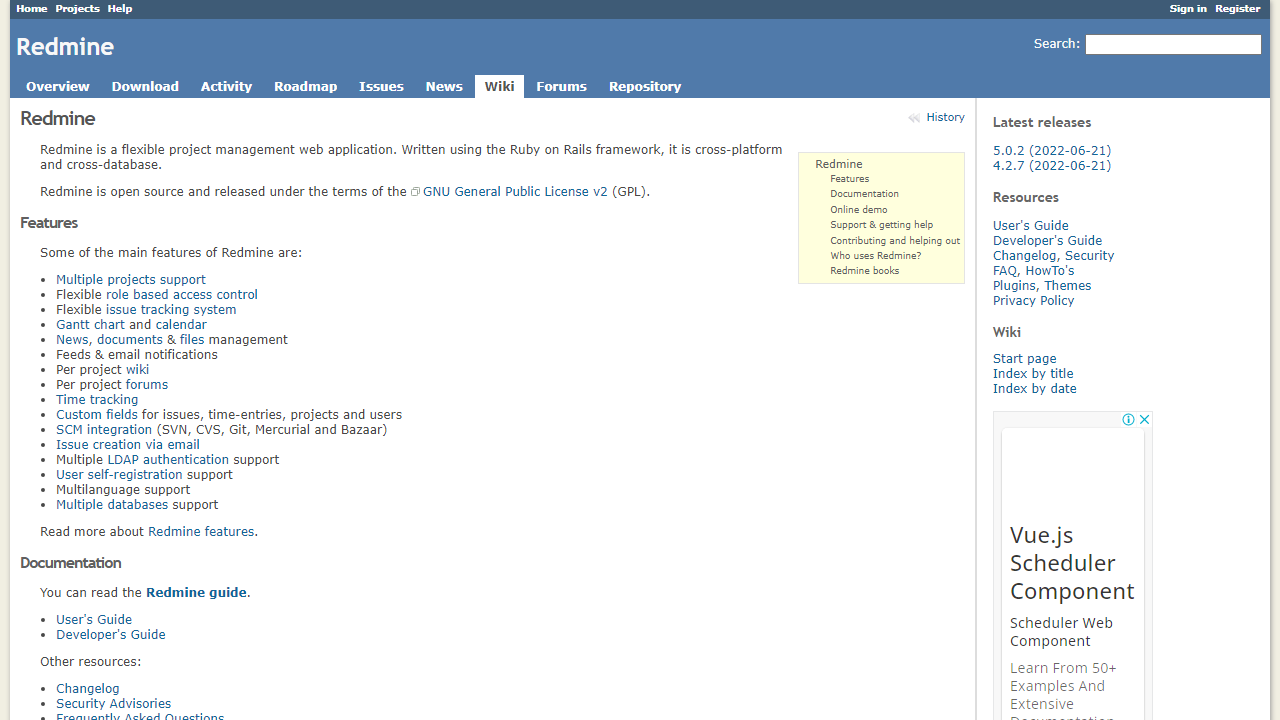 Home Projects Help
Sign in Register
Redmine
Search:
Overview Download Activity Roadmap Issues News Wiki Forums Repository
Redmine
History
Redmine is a flexible project management web application. Written using the Ruby on Rails framework, it is cross-platform
and cross-database.
Redmine is open source and released under the terms of the GNU General Public License v2 (GPL).
Redmine
Features
Documentation
Online demo
Support & getting help
Contributing and helping out
Who uses Redmine?
Redmine books
Features
Some of the main features of Redmine are:
• Multiple projects support
• Flexible role based access control
• Flexible issue tracking system
• Gantt chart and calendar
• News, documents & files management
• Feeds & email notifications
• Per project wiki
• Per project forums
• Time tracking
• Custom fields for issues, time-entries, projects and users
• SCM integration (SVN, CVS, Git, Mercurial and Bazaar)
• Issue creation via email
• Multiple LDAP authentication support
• User self-registration support
• Multilanguage support
• Multiple databases support
Read more about Redmine features.
Documentation
You can read the Redmine guide.
• User's Guide
• Developer's Guide
Other resources:
• Changelog
• Security Advisories
• Frequently Asked Questions
Latest releases
5.0.2 (2022-06-21)
4.2.7 (2022-06-21)
Resources
User's Guide
Developer's Guide
Changelog, Security
FAQ, HowTo's
Plugins, Themes
Privacy Policy
Wiki
Start page
Index by title
Index by date
Vue.js
Scheduler
Component
Scheduler Web
Component
Learn From 50+
Examples And
Extensive
Documentation